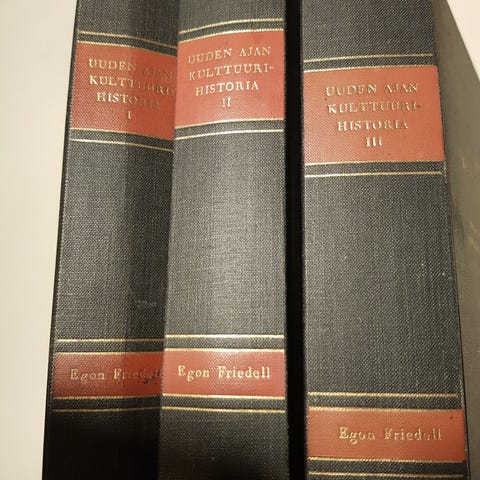 UUDEN AJAN
KULTTUURI-
HISTORIA
I
Egon Friedell
UUDEN AJAN
KULTTUURI-
HISTORIA
II
Egon Friedell
UUDEN AJAN
KULTTUURI-
HISTORIA
III
Egon Friedell